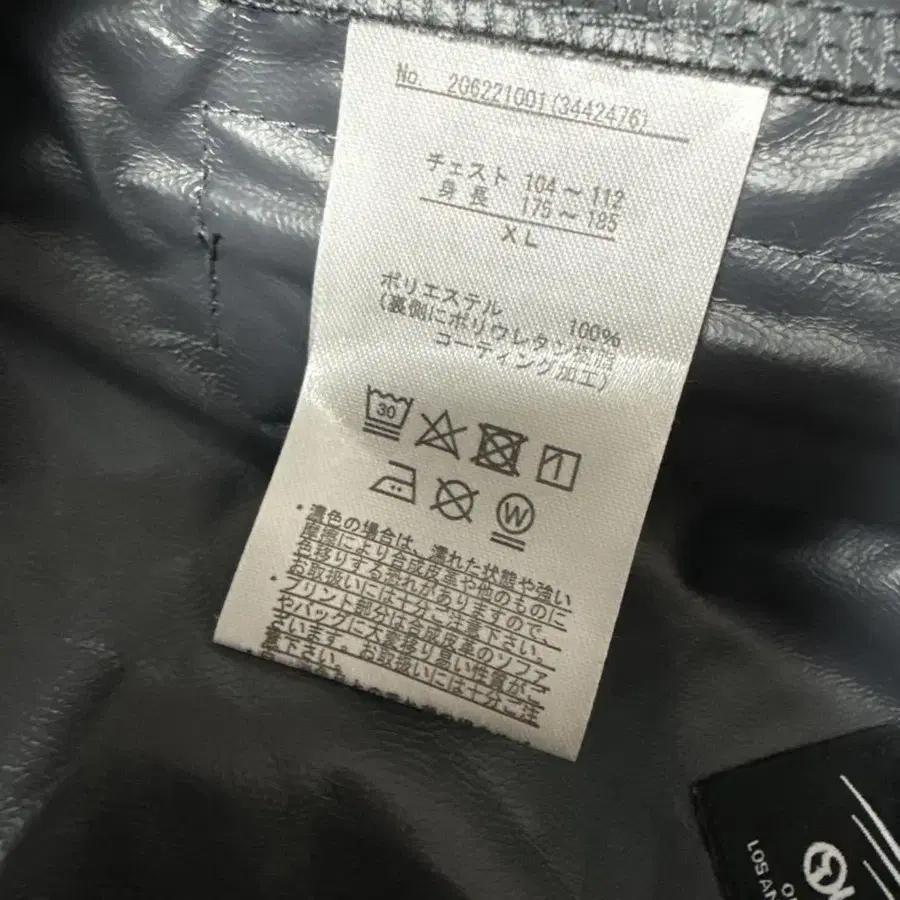 No. 206221001(3442476)
チェスト 104～112
身長 175～185
XL
ポリエステル 100%
(裏側にポリウレタン樹脂
コーティング加工)
30
W
・濃色の場合は、濡れた状態や強い
摩擦により合成皮革や他のものに
色移りする恐れがありますので、
お取扱いには十分ご注意下さい。
・プリント部分は合成皮革のソファー
やバッグに大変移り易い性質がご
ざいます。お取扱いには十分ご注
意下さい。
LOS AN